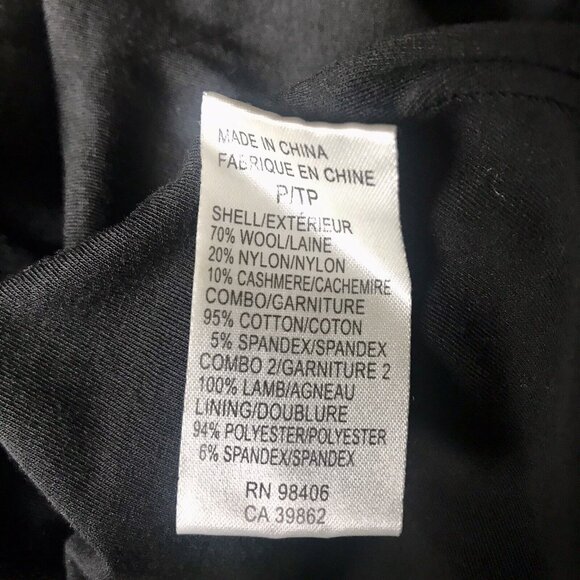 MADE IN CHINA
FABRIQUE EN CHINE
P/TP
SHELL/EXTÉRIEUR
70% WOOL/LAINE
20% NYLON/NYLON
10% CASHMERE/CACHEMIRE
COMBO/GARNITURE
95% COTTON/COTON
5% SPANDEX/SPANDEX
COMBO 2/GARNITURE 2
100% LAMB/AGNEAU
LINING/DOUBLURE
94% POLYESTER/POLYESTER
6% SPANDEX/SPANDEX
RN 98406
CA 39862